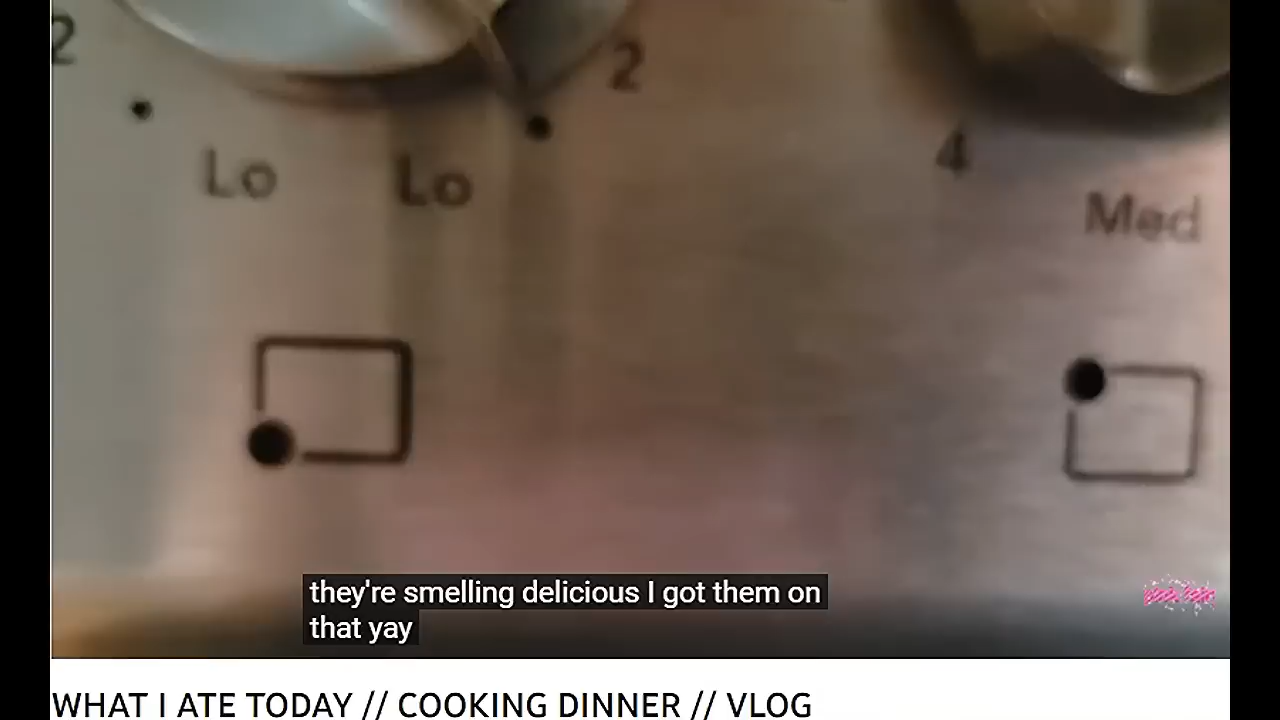 2
2
Lo
Lo
4
Med
they're smelling delicious I got them on
that yay
WHAT I ATE TODAY // COOKING DINNER // VLOG